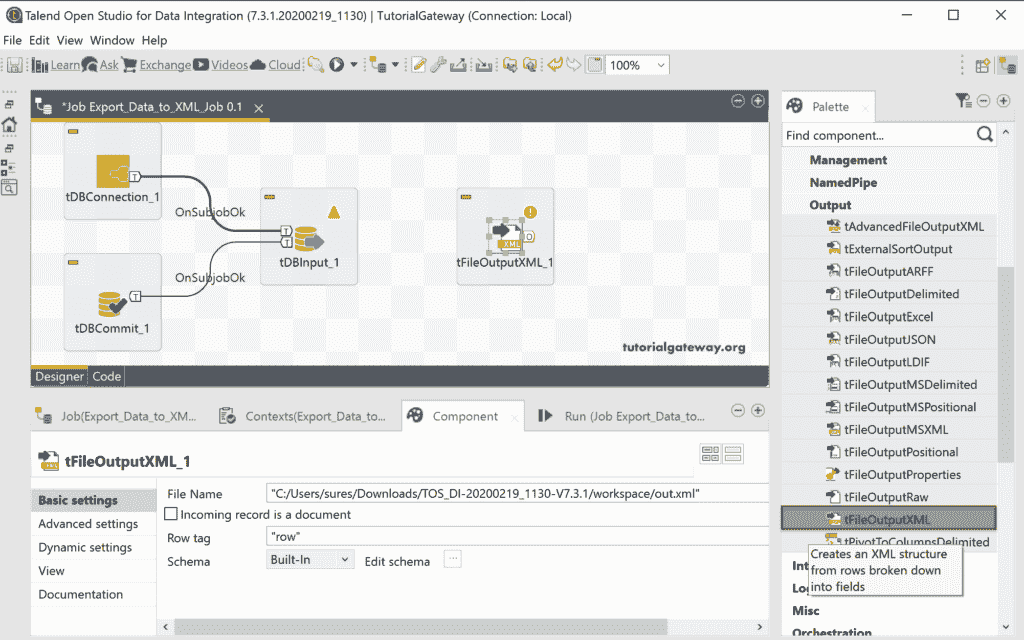 Talend Open Studio for Data Integration (7.3.1.20200219_1130) | TutorialGateway (Connection: Local)
File Edit View Window Help
Learn Ask Exchange Videos Cloud 100%
*Job Export_Data_to_XML_Job 0.1
tDBConnection_1
OnSubjobOk
tDBInput_1
XML
tFileOutputXML_1
OnSubjobOk
tDBCommit_1
tutorialgateway.org
Designer Code
Job(Export_Data_to_XM... Contexts(Export_Data_to... Component Run (Job Export_Data_to...
tFileOutputXML_1
Basic settings
Advanced settings
Dynamic settings
View
Documentation
File Name "C:/Users/sures/Downloads/TOS_DI-20200219_1130-V7.3.1/workspace/out.xml"
Incoming record is a document
Row tag "row"
Schema Built-In Edit schema ...
Palette
Find component...
Management
NamedPipe
Output
tAdvancedFileOutputXML
tExternalSortOutput
tFileOutputARFF
tFileOutputDelimited
tFileOutputExcel
tFileOutputJSON
tFileOutputLDIF
tFileOutputMSDelimited
tFileOutputMSPositional
tFileOutputMSXML
tFileOutputPositional
tFileOutputProperties
tFileOutputRaw
tFileOutputXML
tPivotToColumnsDelimited
Creates an XML structure
from rows broken down
into fields
Misc
Orchestration